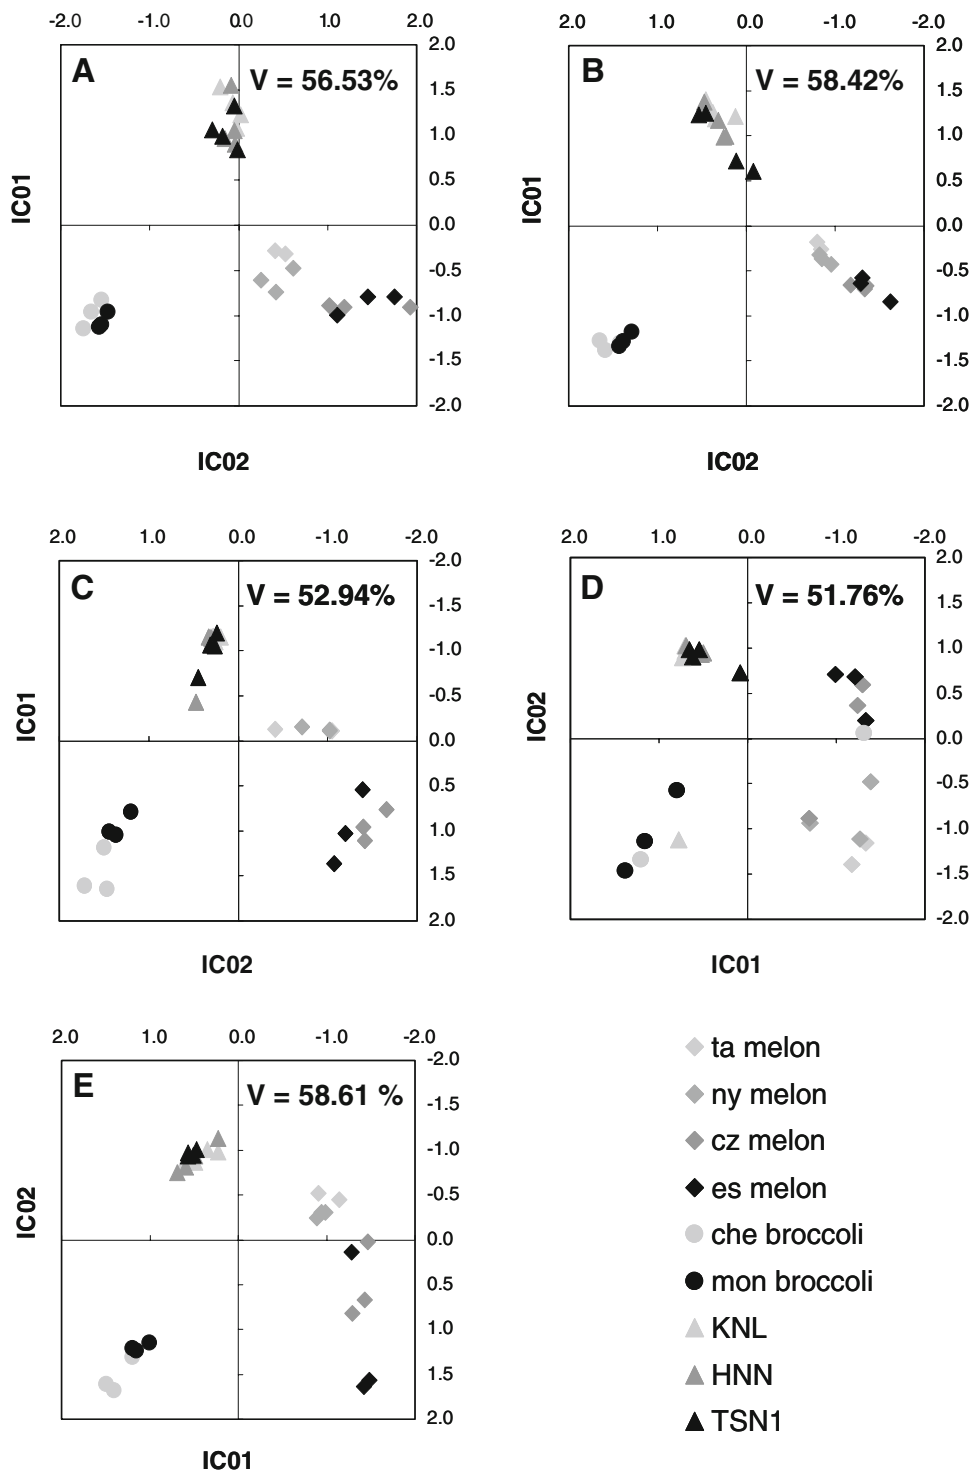 -2.0 -1.0 0.0 1.0 2.0
A
V = 56.53%
2.0
1.5
1.0
0.5
0.0
-0.5
-1.0
-1.5
-2.0
IC01
IC02
2.0 1.0 0.0 -1.0 -2.0
B
V = 58.42%
2.0
1.5
1.0
0.5
0.0
-0.5
-1.0
-1.5
-2.0
IC01
IC02
2.0 1.0 0.0 -1.0 -2.0
C
V = 52.94%
-2.0
-1.5
-1.0
-0.5
0.0
0.5
1.0
1.5
2.0
IC01
IC02
2.0 1.0 0.0 -1.0 -2.0
D
V = 51.76%
2.0
1.5
1.0
0.5
0.0
-0.5
-1.0
-1.5
-2.0
IC02
IC01
2.0 1.0 0.0 -1.0 -2.0
E
V = 58.61 %
-2.0
-1.5
-1.0
-0.5
0.0
0.5
1.0
1.5
2.0
IC02
IC01
ta melon
ny melon
cz melon
es melon
che broccoli
mon broccoli
KNL
HNN
TSN1